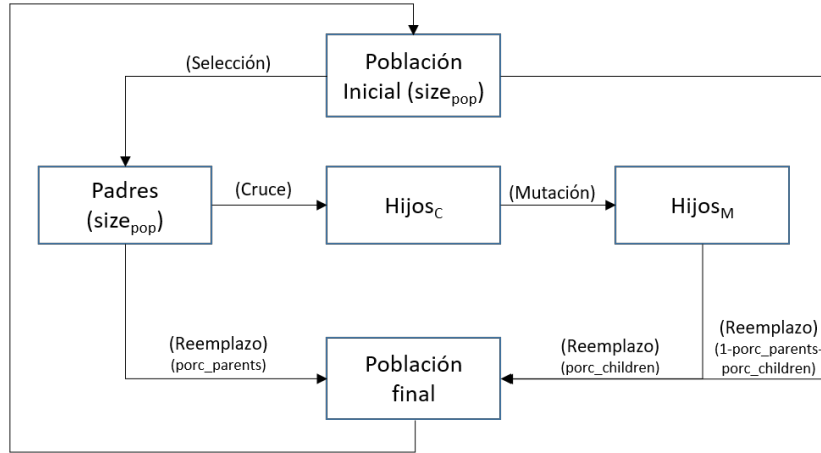 (Selección)
Población
Inicial (size_pop)
Padres
(size_pop)
(Cruce)
Hijos_C
(Mutación)
Hijos_M
(Reemplazo)
(porc_parents)
Población
final
(Reemplazo)
(porc_children)
(Reemplazo)
(1-porc_parents-
porc_children)